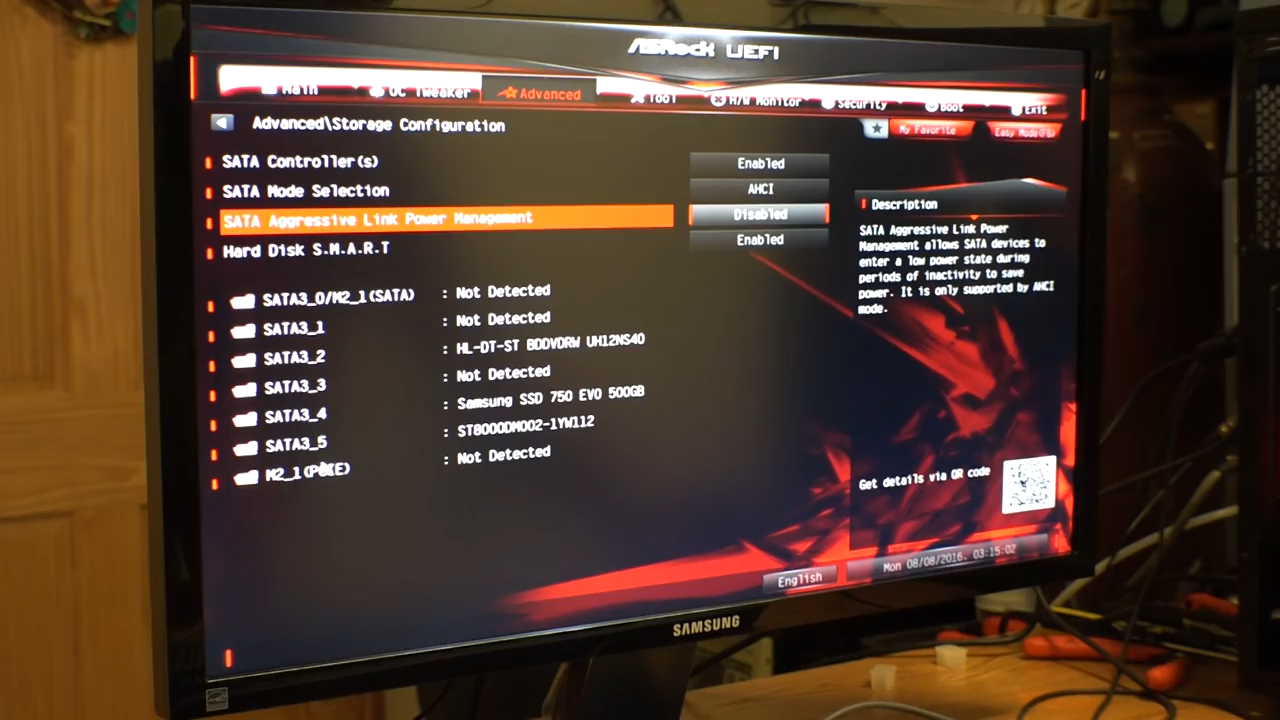 ASRock UEFI
Main OC Tweaker Advanced Tool H/W Monitor Security Boot Exit
Advanced\Storage Configuration
My Favorite Easy Mode(F6)
SATA Controller(s) Enabled
SATA Mode Selection AHCI
SATA Aggressive Link Power Management Disabled
Hard Disk S.M.A.R.T Enabled
SATA3_0/M2_1(SATA) : Not Detected
SATA3_1 : Not Detected
SATA3_2 : HL-DT-ST BDDVDRW UH12NS40
SATA3_3 : Not Detected
SATA3_4 : Samsung SSD 750 EVO 500GB
SATA3_5 : ST8000DM002-1YW112
M2_1(PCIE) : Not Detected
Description
SATA Aggressive Link Power
Management allows SATA devices to
enter a low power state during
periods of inactivity to save
power. It is only supported by AHCI
mode.
Get details via QR code
English
Mon 08/08/2016. 03:15:02
SAMSUNG